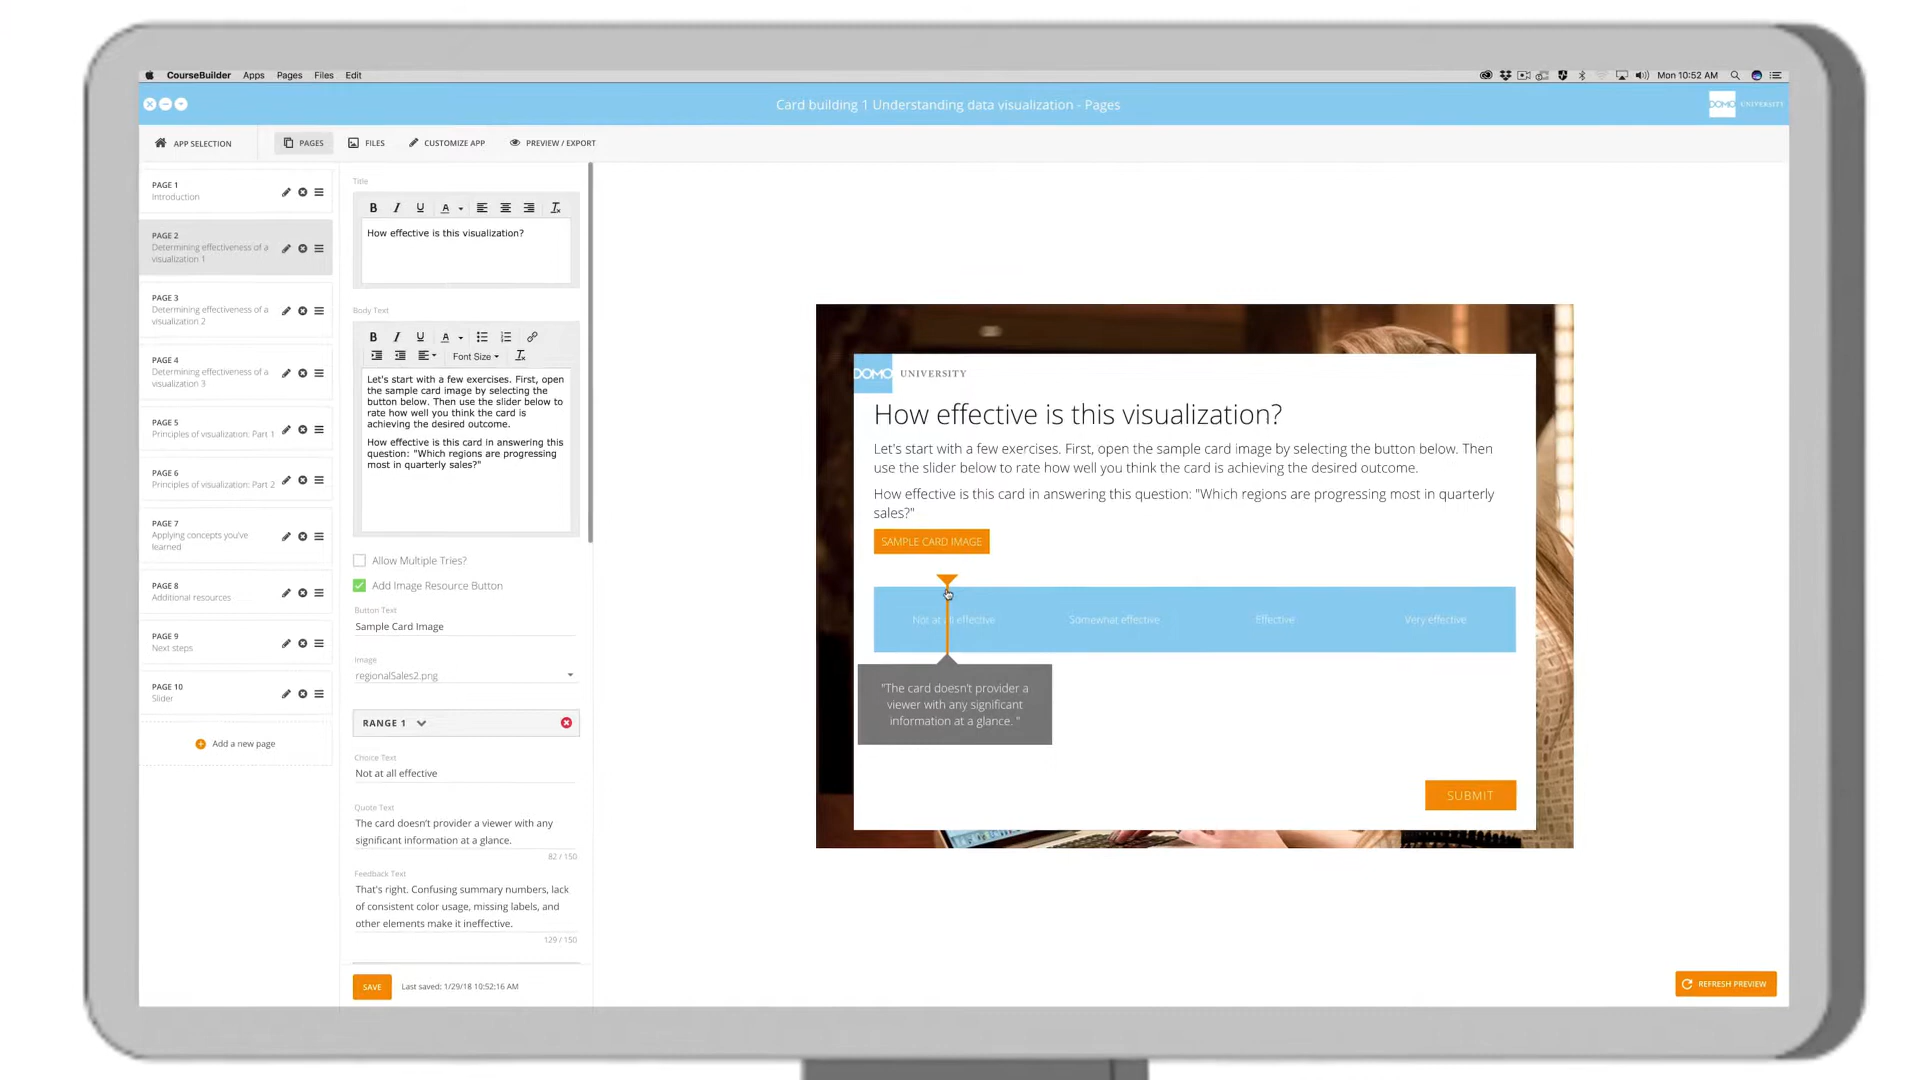 CourseBuilder Apps Pages Files Edit
Mon 10:52 AM
Card building 1 Understanding data visualization - Pages
DOMO UNIVERSITY
APP SELECTION
PAGES
FILES
CUSTOMIZE APP
PREVIEW / EXPORT
PAGE 1
Introduction
PAGE 2
Determining effectiveness of a
visualization 1
PAGE 3
Determining effectiveness of a
visualization 2
PAGE 4
Determining effectiveness of a
visualization 3
PAGE 5
Principles of visualization: Part 1
PAGE 6
Principles of visualization: Part 2
PAGE 7
Applying concepts you've
learned
PAGE 8
Additional resources
PAGE 9
Next steps
PAGE 10
Slider
Add a new page
Title
B I U A
How effective is this visualization?
Body Text
B I U A
Font Size
Let's start with a few exercises. First, open
the sample card image by selecting the
button below. Then use the slider below to
rate how well you think the card is
achieving the desired outcome.
How effective is this card in answering this
question: "Which regions are progressing
most in quarterly sales?"
Allow Multiple Tries?
Add Image Resource Button
Button Text
Sample Card Image
Image
regionalSales2.png
RANGE 1
Choice Text
Not at all effective
Quote Text
The card doesn't provider a viewer with any
significant information at a glance.
82 / 150
Feedback Text
That's right. Confusing summary numbers, lack
of consistent color usage, missing labels, and
other elements make it ineffective.
129 / 150
SAVE
Last saved: 1/29/18 10:52:16 AM
DOMO UNIVERSITY
How effective is this visualization?
Let's start with a few exercises. First, open the sample card image by selecting the button below. Then
use the slider below to rate how well you think the card is achieving the desired outcome.
How effective is this card in answering this question: "Which regions are progressing most in quarterly
sales?"
SAMPLE CARD IMAGE
Not at all effective
Somewhat effective
Effective
Very effective
"The card doesn't provider a
viewer with any significant
information at a glance. "
SUBMIT
REFRESH PREVIEW